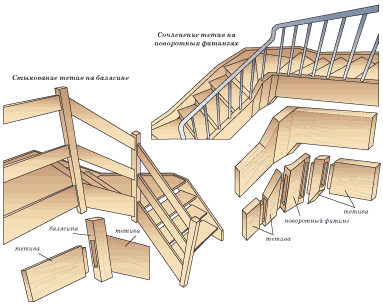 Сочленение тетив на
поворотных фитингах
Стыкование тетив на балясине
балясина
тетива
тетива
тетива
поворотный фитинг
тетива